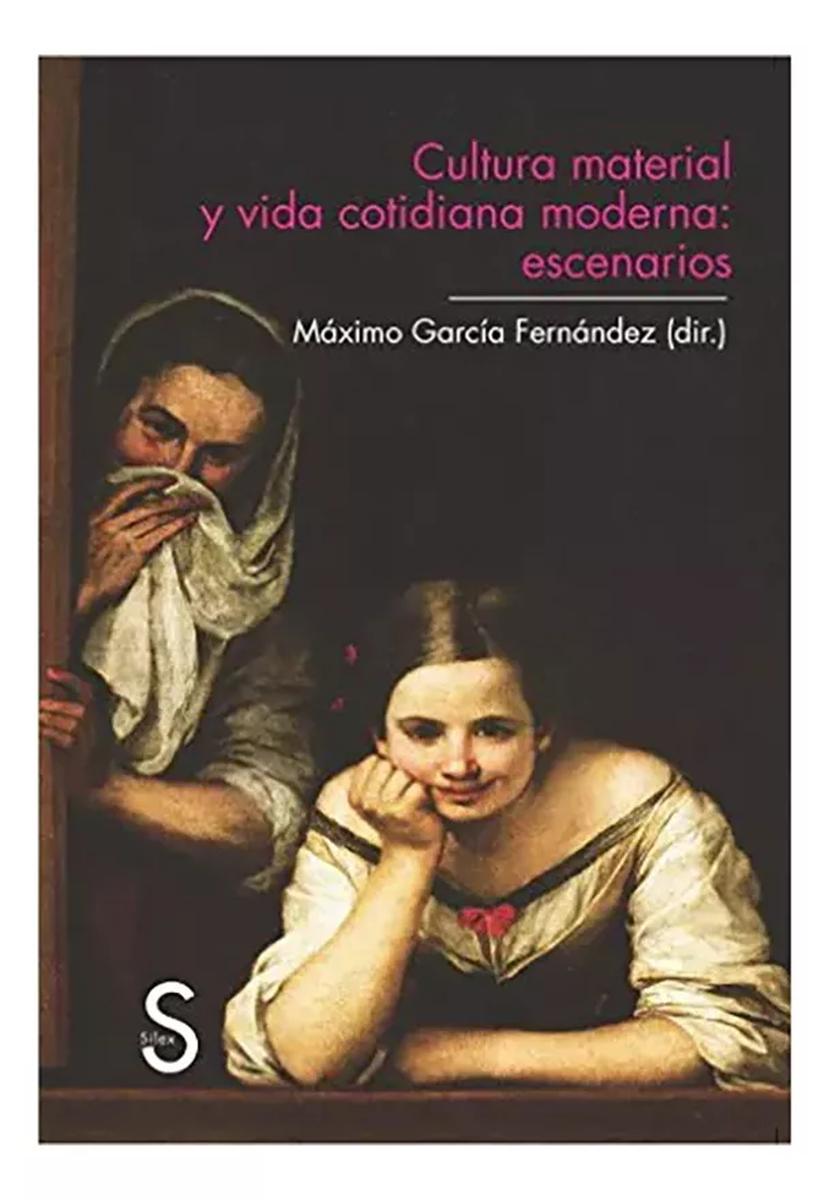 Cultura material
y vida cotidiana moderna:
escenarios
Máximo García Fernández (dir.)
S
Sílex